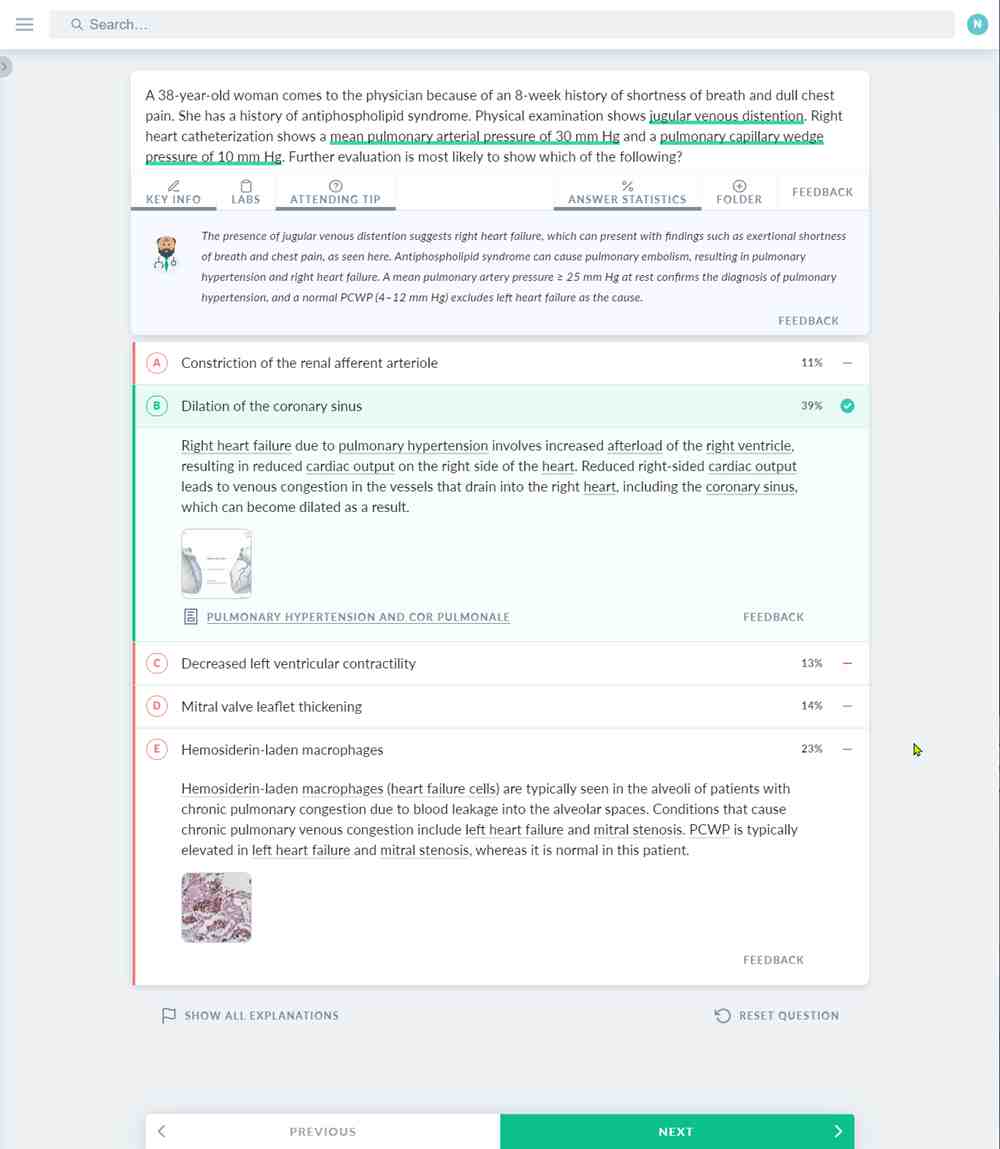 Search...
N
A 38-year-old woman comes to the physician because of an 8-week history of shortness of breath and dull chest
pain. She has a history of antiphospholipid syndrome. Physical examination shows jugular venous distention. Right
heart catheterization shows a mean pulmonary arterial pressure of 30 mm Hg and a pulmonary capillary wedge
pressure of 10 mm Hg. Further evaluation is most likely to show which of the following?
KEY INFO
LABS
ATTENDING TIP
ANSWER STATISTICS
FOLDER
FEEDBACK
The presence of jugular venous distention suggests right heart failure, which can present with findings such as exertional shortness
of breath and chest pain, as seen here. Antiphospholipid syndrome can cause pulmonary embolism, resulting in pulmonary
hypertension and right heart failure. A mean pulmonary artery pressure ≥ 25 mm Hg at rest confirms the diagnosis of pulmonary
hypertension, and a normal PCWP (4–12 mm Hg) excludes left heart failure as the cause.
FEEDBACK
A Constriction of the renal afferent arteriole 11%
B Dilation of the coronary sinus 39%
Right heart failure due to pulmonary hypertension involves increased afterload of the right ventricle,
resulting in reduced cardiac output on the right side of the heart. Reduced right-sided cardiac output
leads to venous congestion in the vessels that drain into the right heart, including the coronary sinus,
which can become dilated as a result.
PULMONARY HYPERTENSION AND COR PULMONALE
FEEDBACK
C Decreased left ventricular contractility 13%
D Mitral valve leaflet thickening 14%
E Hemosiderin-laden macrophages 23%
Hemosiderin-laden macrophages (heart failure cells) are typically seen in the alveoli of patients with
chronic pulmonary congestion due to blood leakage into the alveolar spaces. Conditions that cause
chronic pulmonary venous congestion include left heart failure and mitral stenosis. PCWP is typically
elevated in left heart failure and mitral stenosis, whereas it is normal in this patient.
FEEDBACK
SHOW ALL EXPLANATIONS
RESET QUESTION
PREVIOUS
NEXT